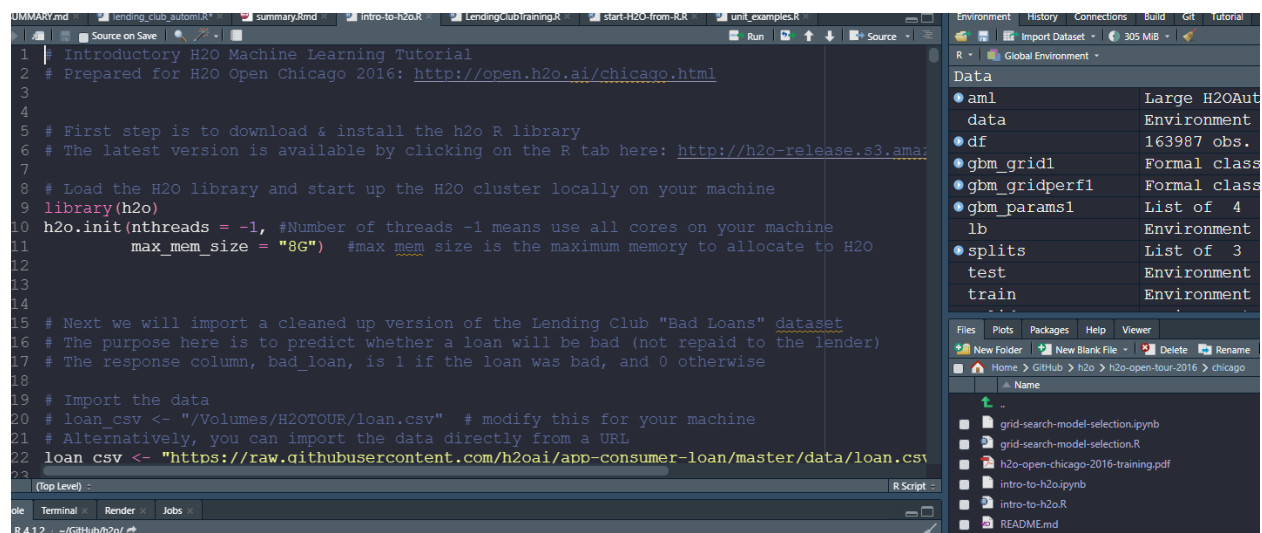 SUMMARY.md × lending_club_automl.R* × summary.Rmd × intro-to-h2o.R × LendingClubTraining.R × start-H2O-from-R.R × unit_examples.R ×
Source on Save Run Source
1 # Introductory H2O Machine Learning Tutorial
2 # Prepared for H2O Open Chicago 2016: http://open.h2o.ai/chicago.html
3
4
5 # First step is to download & install the h2o R library
6 # The latest version is available by clicking on the R tab here: http://h2o-release.s3.ama
7
8 # Load the H2O library and start up the H2O cluster locally on your machine
9 library(h2o)
10 h2o.init(nthreads = -1, #Number of threads -1 means use all cores on your machine
11 max_mem_size = "8G") #max mem size is the maximum memory to allocate to H2O
12
13
14
15 # Next we will import a cleaned up version of the Lending Club "Bad Loans" dataset
16 # The purpose here is to predict whether a loan will be bad (not repaid to the lender)
17 # The response column, bad_loan, is 1 if the loan was bad, and 0 otherwise
18
19 # Import the data
20 # loan_csv <- "/Volumes/H2OTOUR/loan.csv" # modify this for your machine
21 # Alternatively, you can import the data directly from a URL
22 loan_csv <- "https://raw.githubusercontent.com/h2oai/app-consumer-loan/master/data/loan.csv
23
(Top Level) R Script
ole Terminal × Render × Jobs ×
R 4.1.2 · ~/GitHub/h2o/
Environment History Connections Build Git Tutorial
Import Dataset 305 MiB
R Global Environment
Data
aml Large H2OAut
data Environment
df 163987 obs.
gbm_grid1 Formal class
gbm_gridperf1 Formal class
gbm_params1 List of 4
lb Environment
splits List of 3
test Environment
train Environment
Files Plots Packages Help Viewer
New Folder New Blank File Delete Rename
Home > GitHub > h2o > h2o-open-tour-2016 > chicago
Name
..
grid-search-model-selection.ipynb
grid-search-model-selection.R
h2o-open-chicago-2016-training.pdf
intro-to-h2o.ipynb
intro-to-h2o.R
README.md